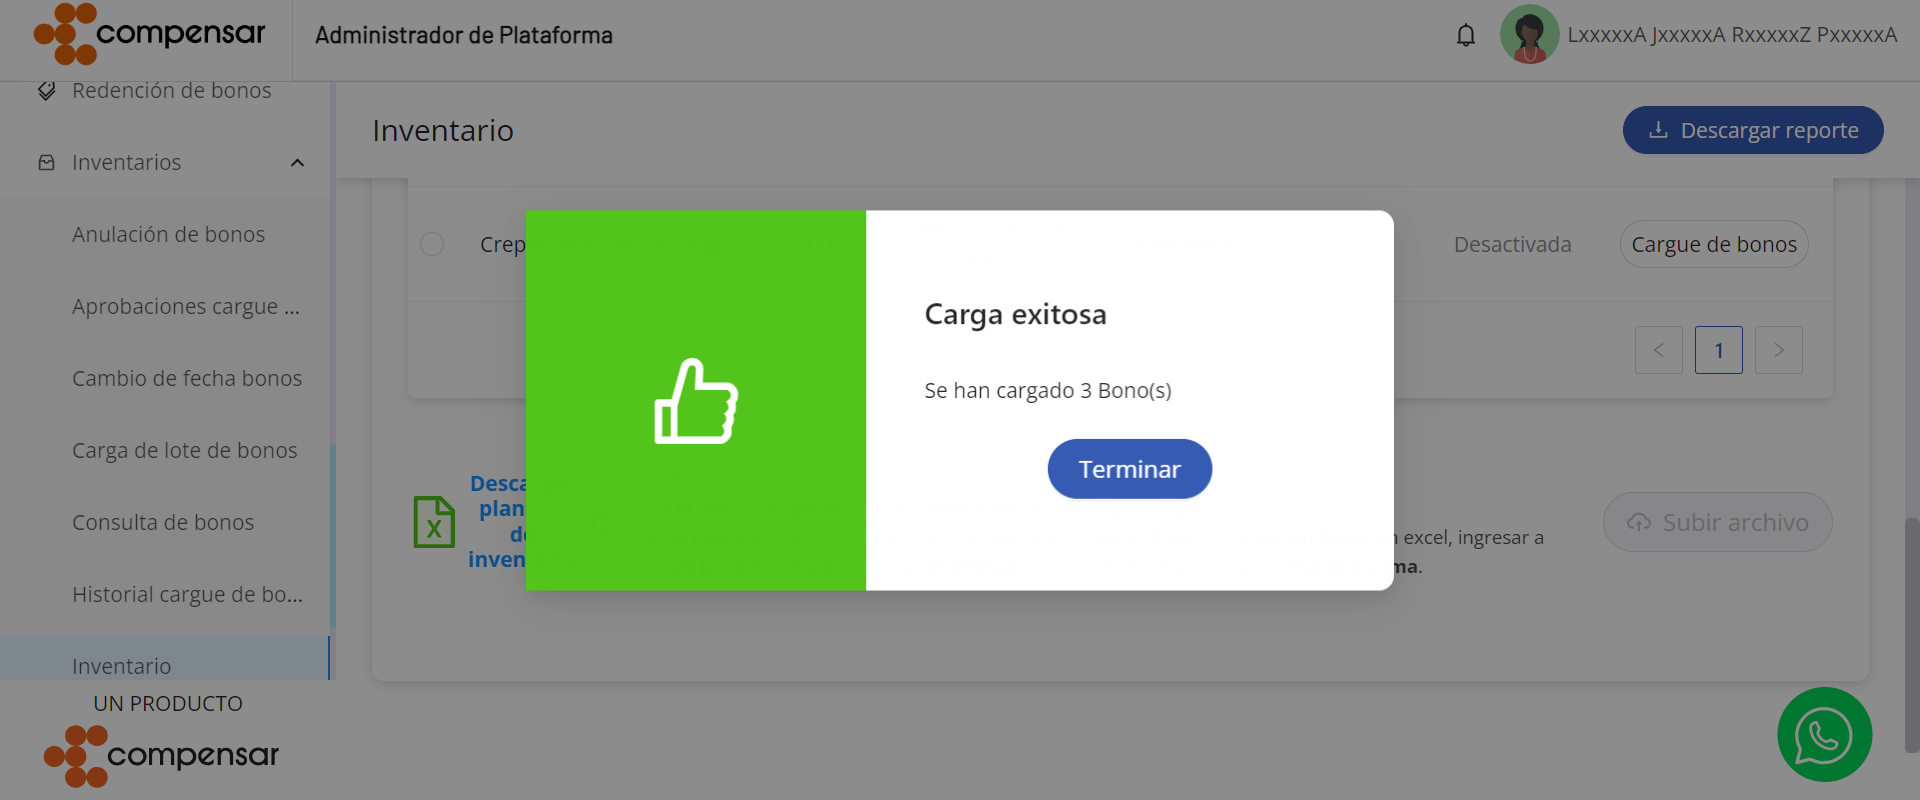 compensar
Administrador de Plataforma
LxxxxxA JxxxxxA RxxxxxZ PxxxxxA
Redención de bonos
Inventarios
Anulación de bonos
Aprobaciones cargue ...
Cambio de fecha bonos
Carga de lote de bonos
Consulta de bonos
Historial cargue de bo...
Inventario
UN PRODUCTO
compensar
Inventario
Descargar reporte
Crep
Desactivada
Cargue de bonos
< 1 >
Carga exitosa
Se han cargado 3 Bono(s)
Terminar
Desca
plan
de
inven
X
excel, ingresar a
ma.
Subir archivo